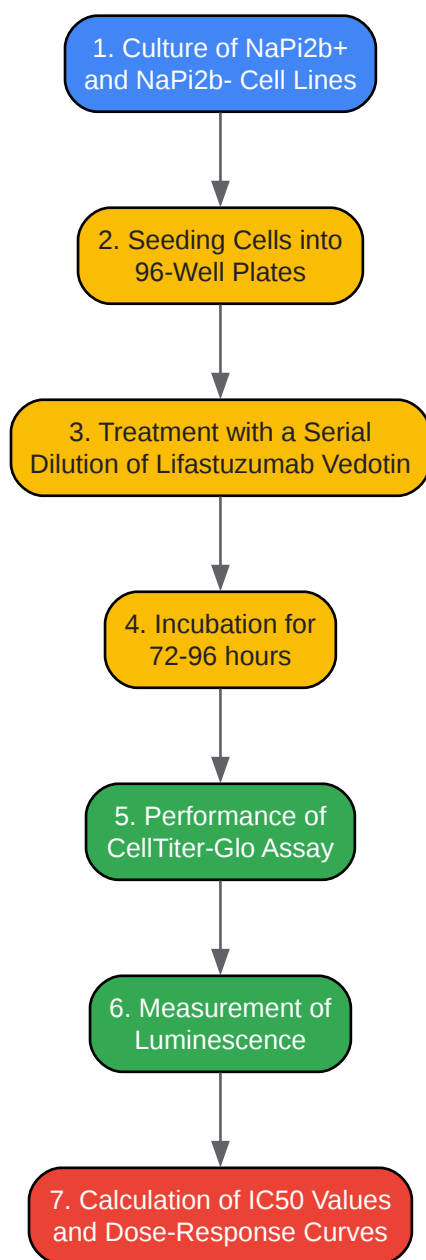 1. Culture of NaPi2b+
and NaPi2b- Cell Lines
2. Seeding Cells into
96-Well Plates
3. Treatment with a Serial
Dilution of Lifastuzumab Vedotin
4. Incubation for
72-96 hours
5. Performance of
CellTiter-Glo Assay
6. Measurement of
Luminescence
7. Calculation of IC50 Values
and Dose-Response Curves